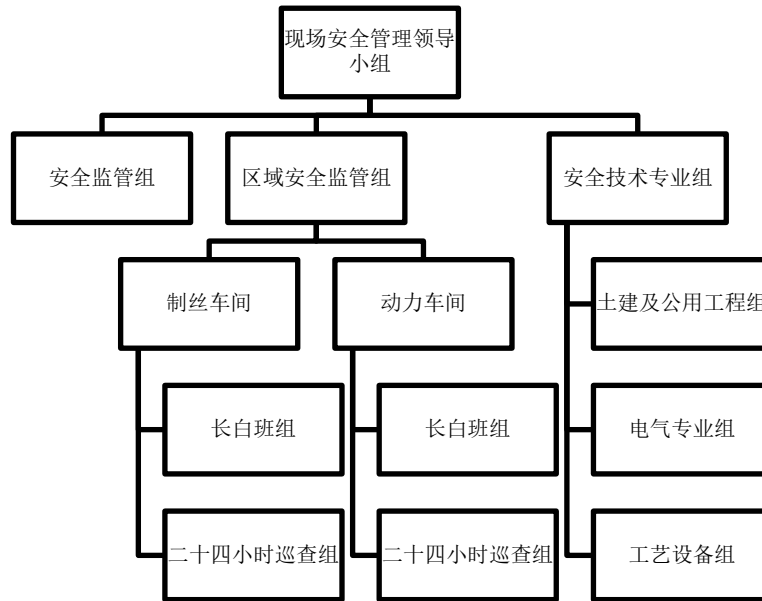 现场安全管理领导
小组
安全监管组
区域安全监管组
安全技术专业组
制丝车间
动力车间
土建及公用工程组
长白班组
长白班组
电气专业组
二十四小时巡查组
二十四小时巡查组
工艺设备组